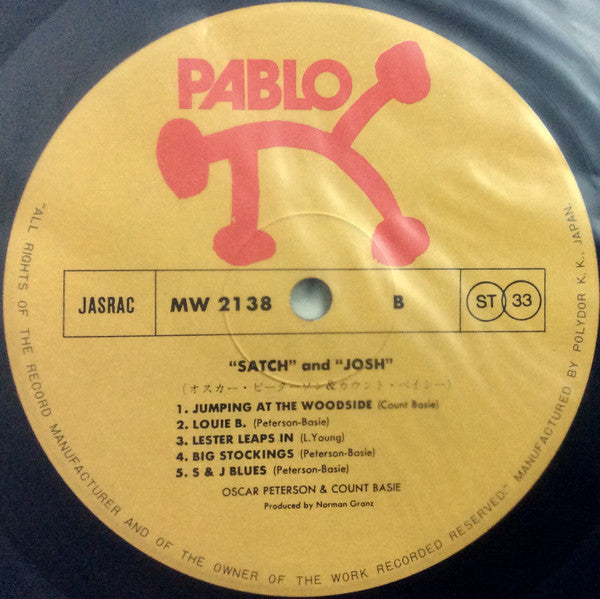 PABLO
JASRAC
MW 2138
B
ST 33
"SATCH" and "JOSH"
(オスカー・ピーターソン&カウント・ベイシー)
1. JUMPING AT THE WOODSIDE (Count Basie)
2. LOUIE B. (Peterson-Basie)
3. LESTER LEAPS IN (L.Young)
4. BIG STOCKINGS (Peterson-Basie)
5. S & J BLUES (Peterson-Basie)
OSCAR PETERSON & COUNT BASIE
Produced by Norman Granz
"ALL RIGHTS OF THE RECORD MANUFACTURER AND OF THE OWNER OF THE WORK RECORDED RESERVED." MANUFACTURED BY POLYDOR K. K., JAPAN.